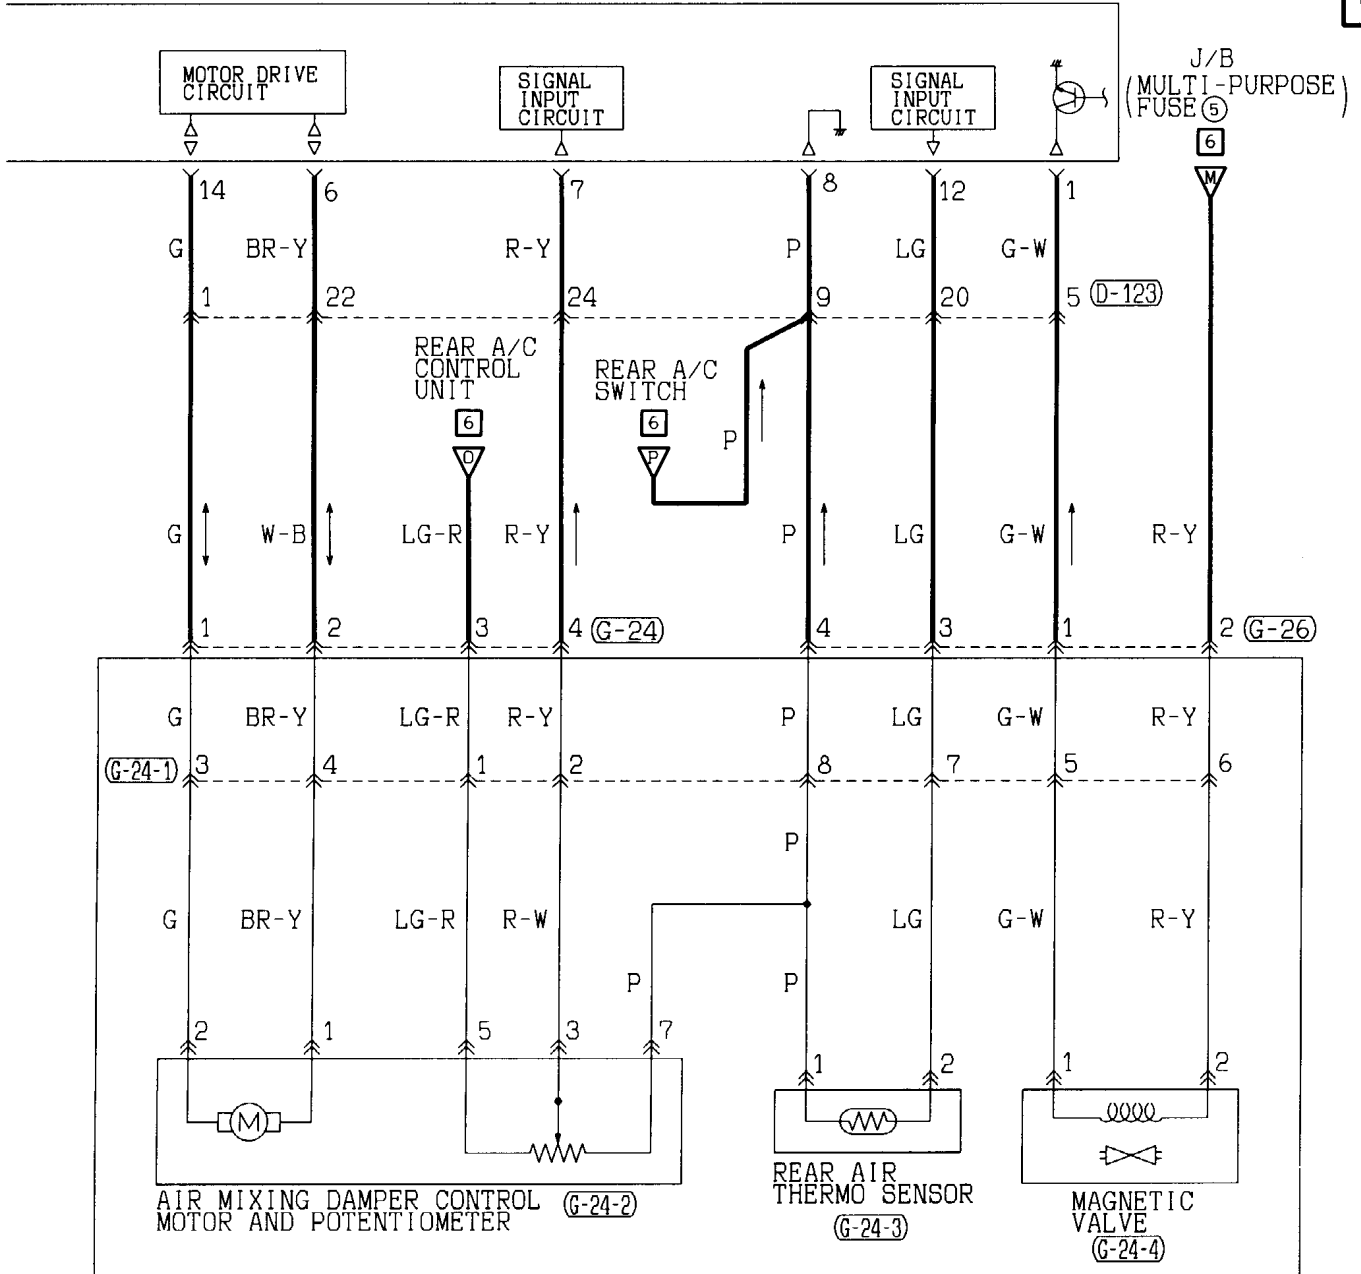 J/B
MOTOR DRIVE
CIRCUIT
SIGNAL
INPUT
CIRCUIT
SIGNAL
INPUT
CIRCUIT
(MULTI-PURPOSE
FUSE⑤)
6
M
14 6 7 8 12 1
G BR-Y R-Y P LG G-W
1 22 24 9 20 5 D-123
REAR A/C
CONTROL
UNIT
REAR A/C
SWITCH
6 6
O P
P
G W-B LG-R R-Y P LG G-W R-Y
1 2 3 4 G-24 4 3 1 2 G-26
G BR-Y LG-R R-Y P LG G-W R-Y
G-24-1 3 4 1 2 8 7 5 6
P
G BR-Y LG-R R-W LG G-W R-Y
P P
2 1 5 3 7
1 2 1 2
M
AIR MIXING DAMPER CONTROL
MOTOR AND POTENTIOMETER
G-24-2
REAR AIR
THERMO SENSOR
G-24-3
MAGNETIC
VALVE
G-24-4